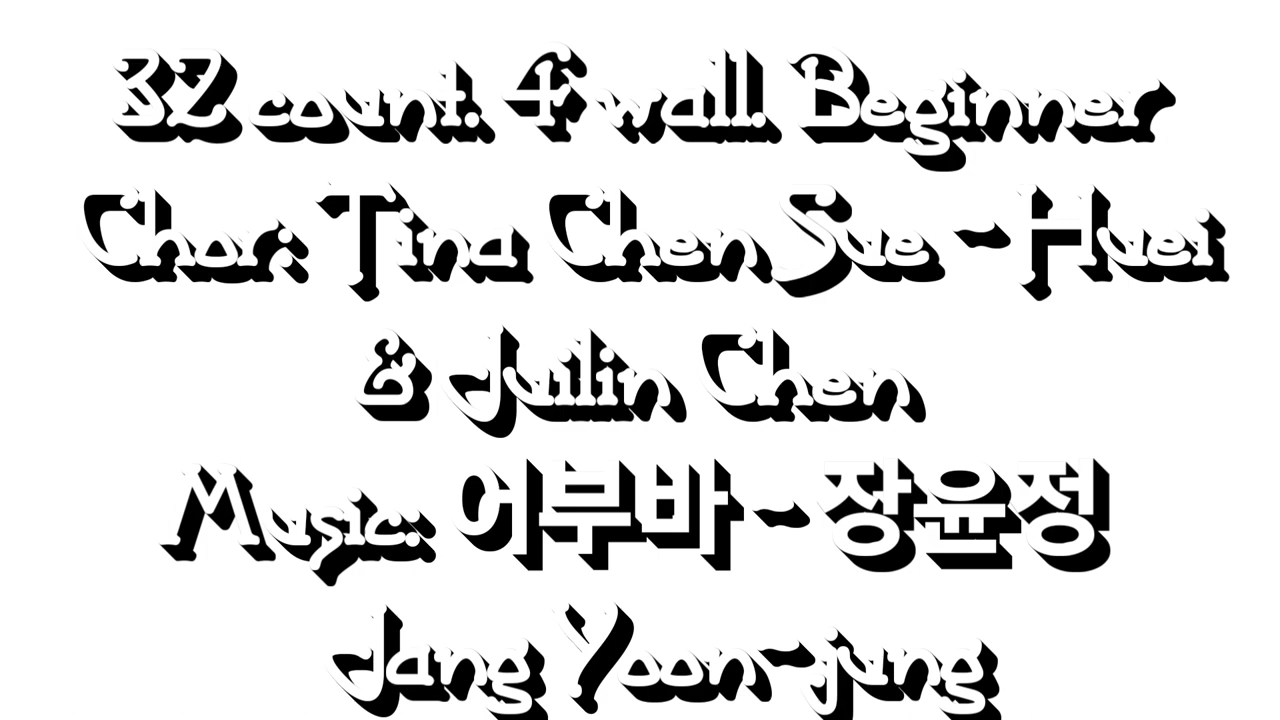 32 count. 4 wall. Beginner
Chor: Tina Chen Sue - Huei
& Juilin Chen
Music: 어부바 - 장윤정
Jang Yoon-jung